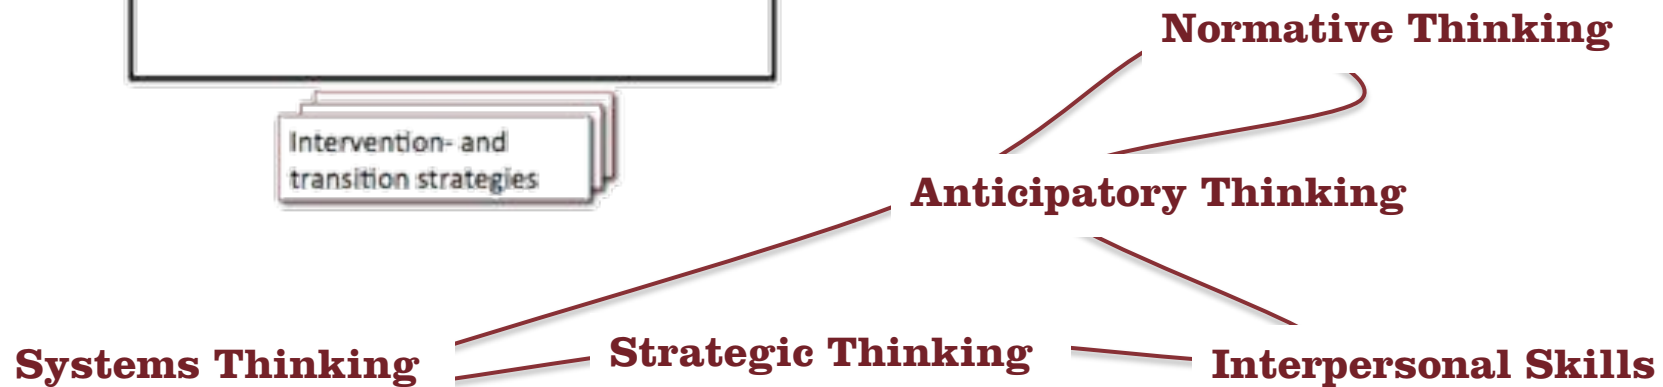 Normative Thinking
Intervention- and
transition strategies
Anticipatory Thinking
Systems Thinking
Strategic Thinking
Interpersonal Skills